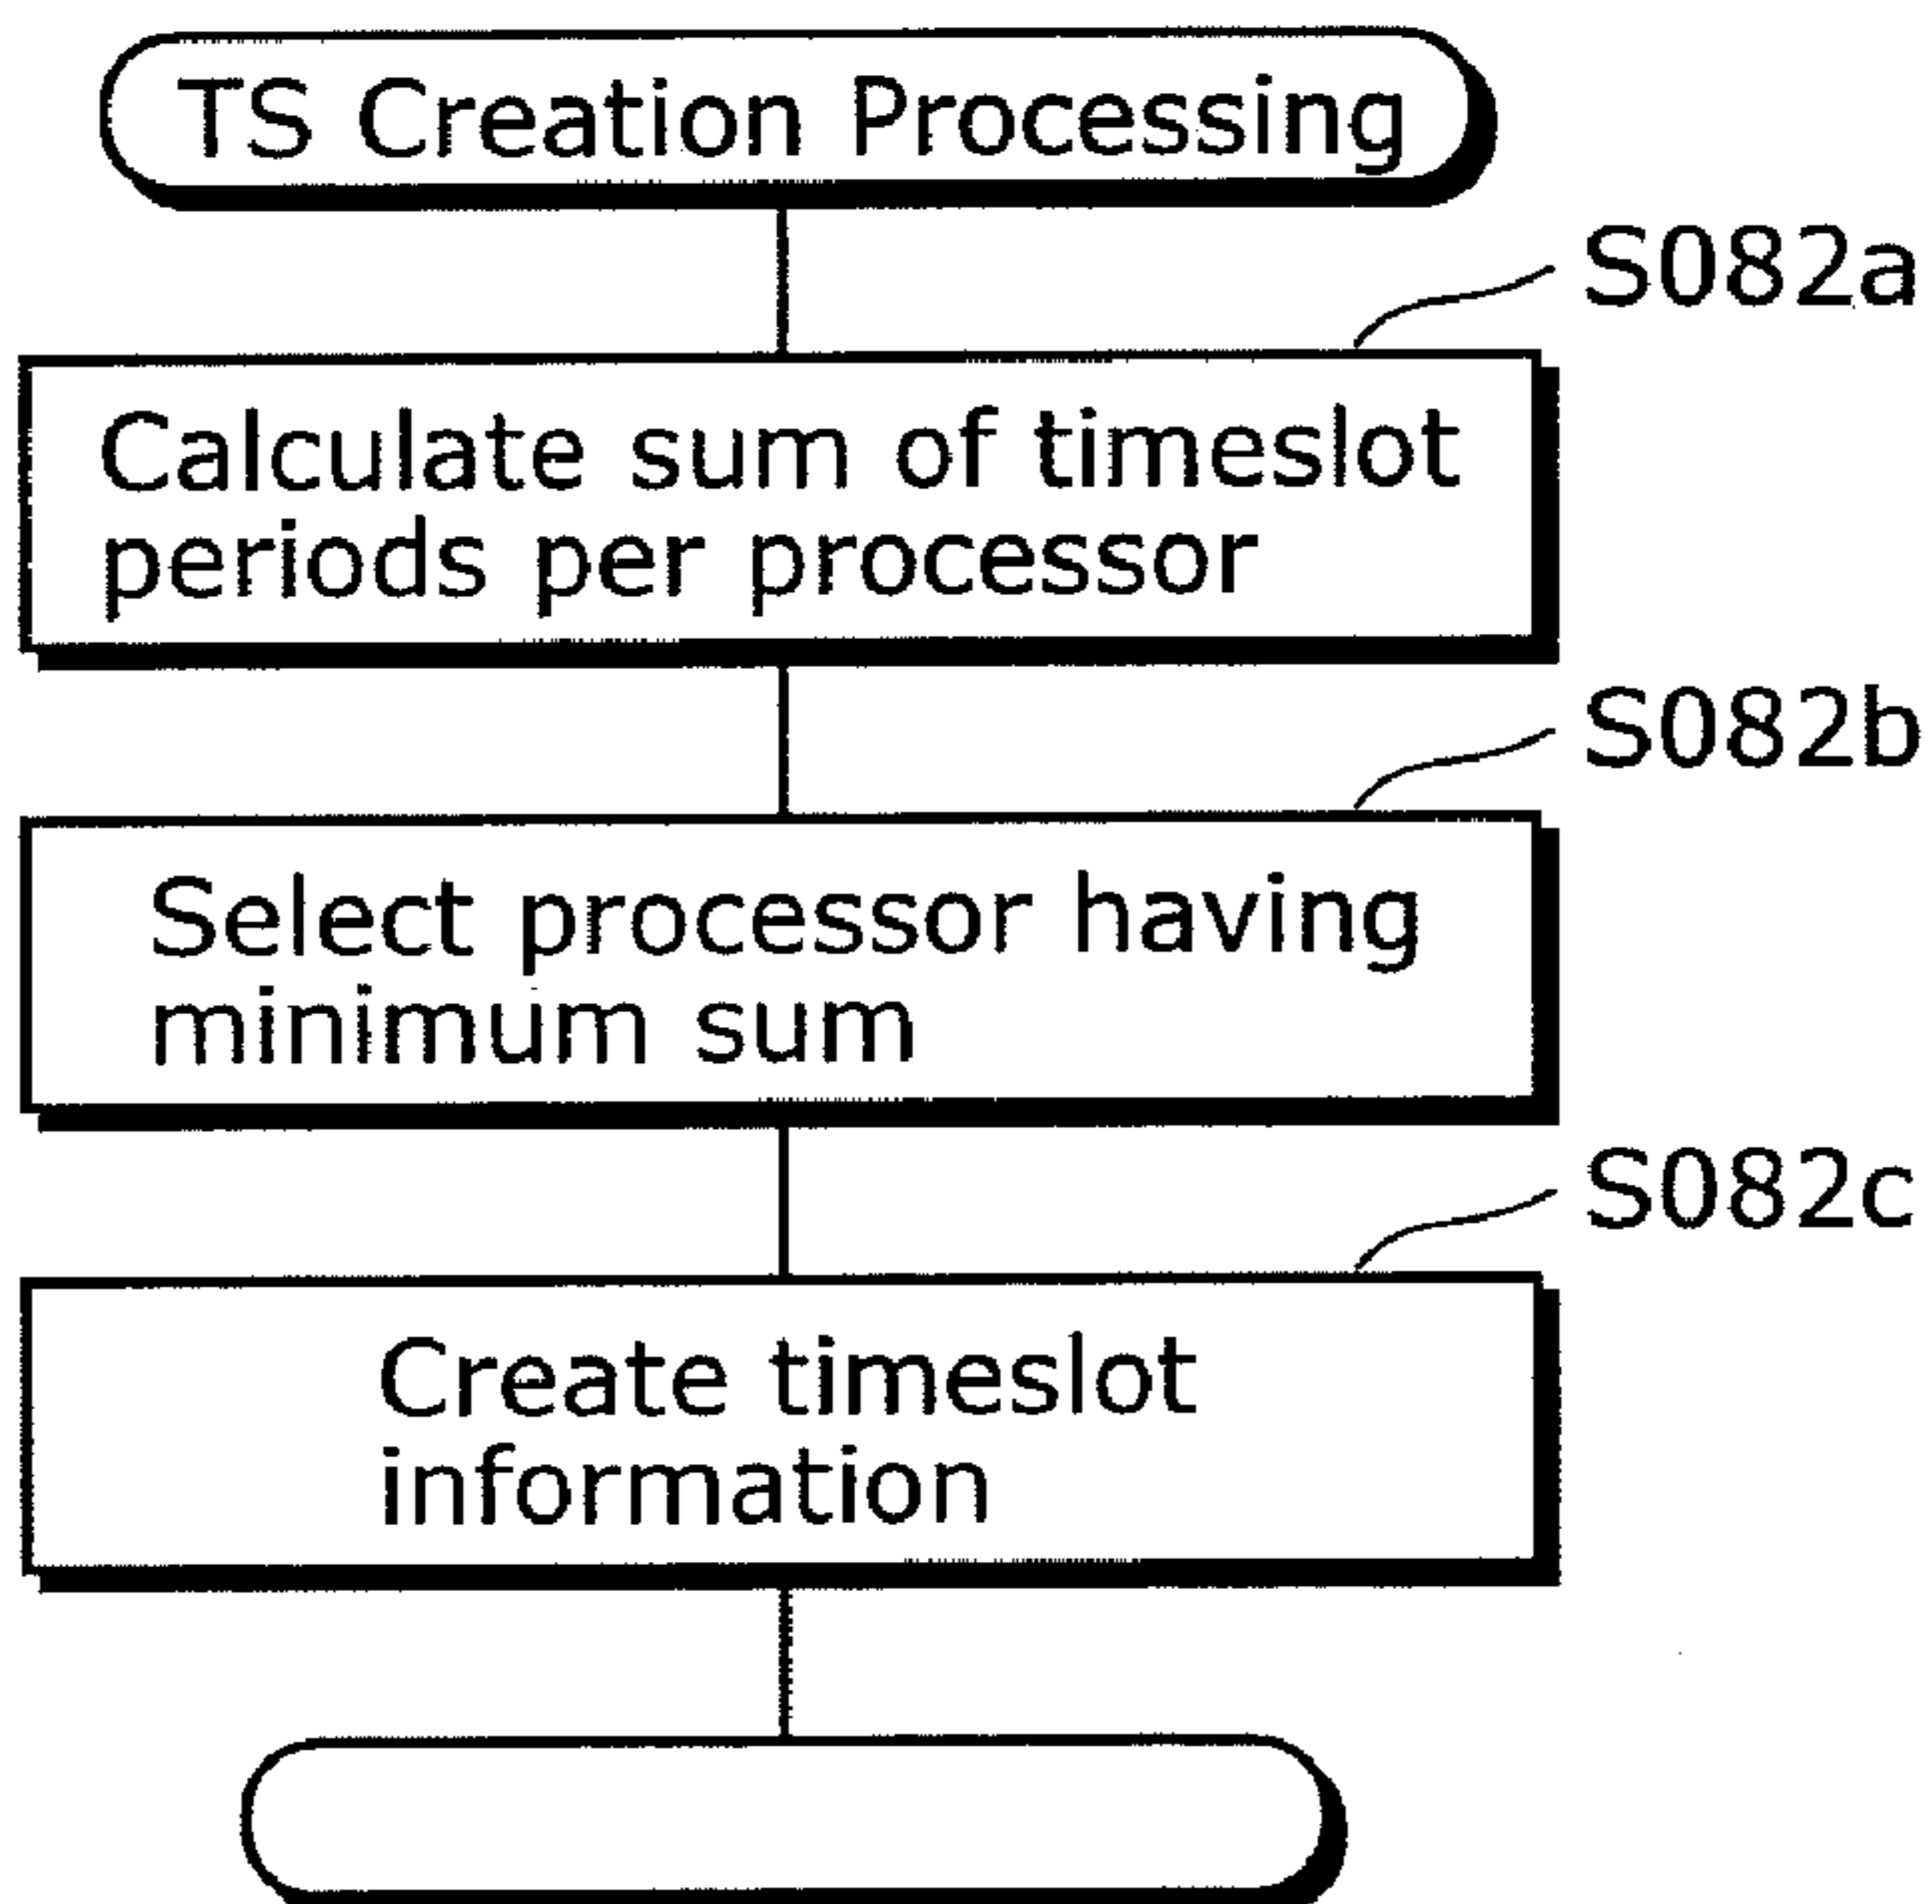 TS Creation Processing
S082a
Calculate sum of timeslot
periods per processor
S082b
Select processor having
minimum sum
S082c
Create timeslot
information